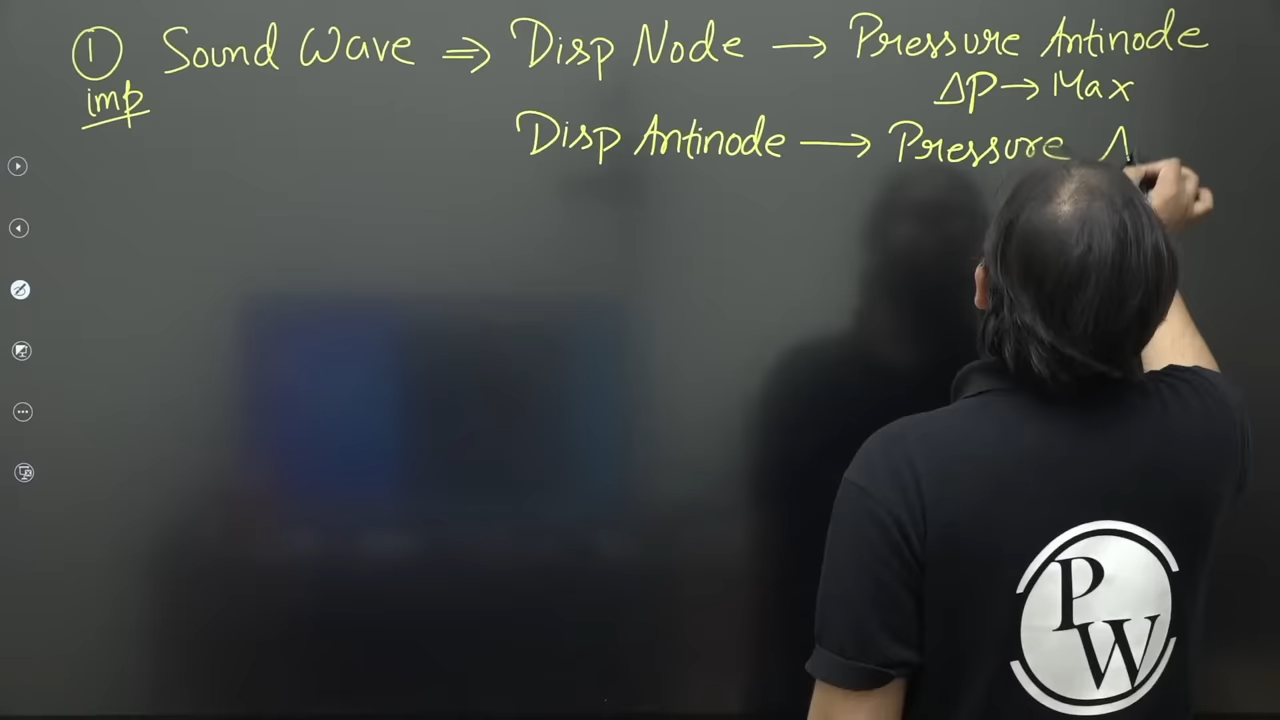 ① Sound Wave ⇒ Disp Node → Pressure Antinode
imp
ΔP → Max
Disp Antinode → Pressure
PW